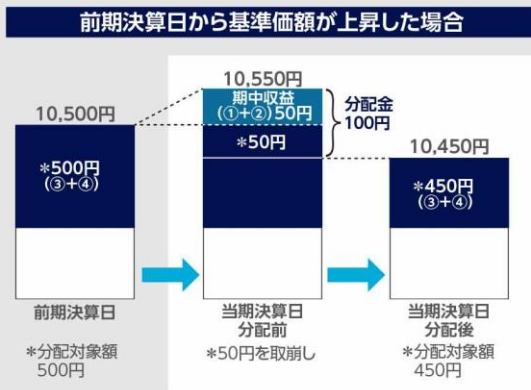 前期決算日から基準価額が上昇した場合
10,550円
期中収益
(①+②)50円
分配金
100円
10,500円
*50円
10,450円
*500円
(③+④)
*450円
(③+④)
前期決算日
当期決算日
分配前
当期決算日
分配後
*分配対象額
500円
*50円を取崩し
*分配対象額
450円